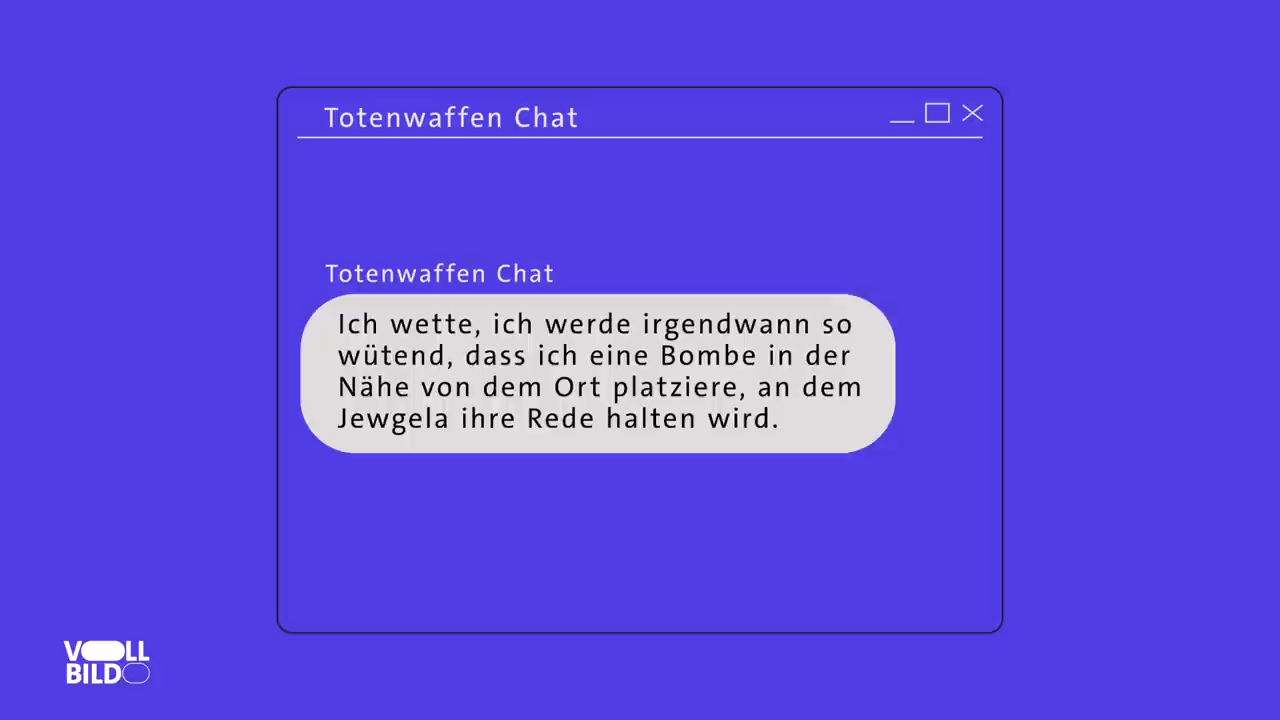 Totenwaffen Chat
Totenwaffen Chat
Ich wette, ich werde irgendwann so
wütend, dass ich eine Bombe in der
Nähe von dem Ort platziere, an dem
Jewgela ihre Rede halten wird.
VOLL
BILD